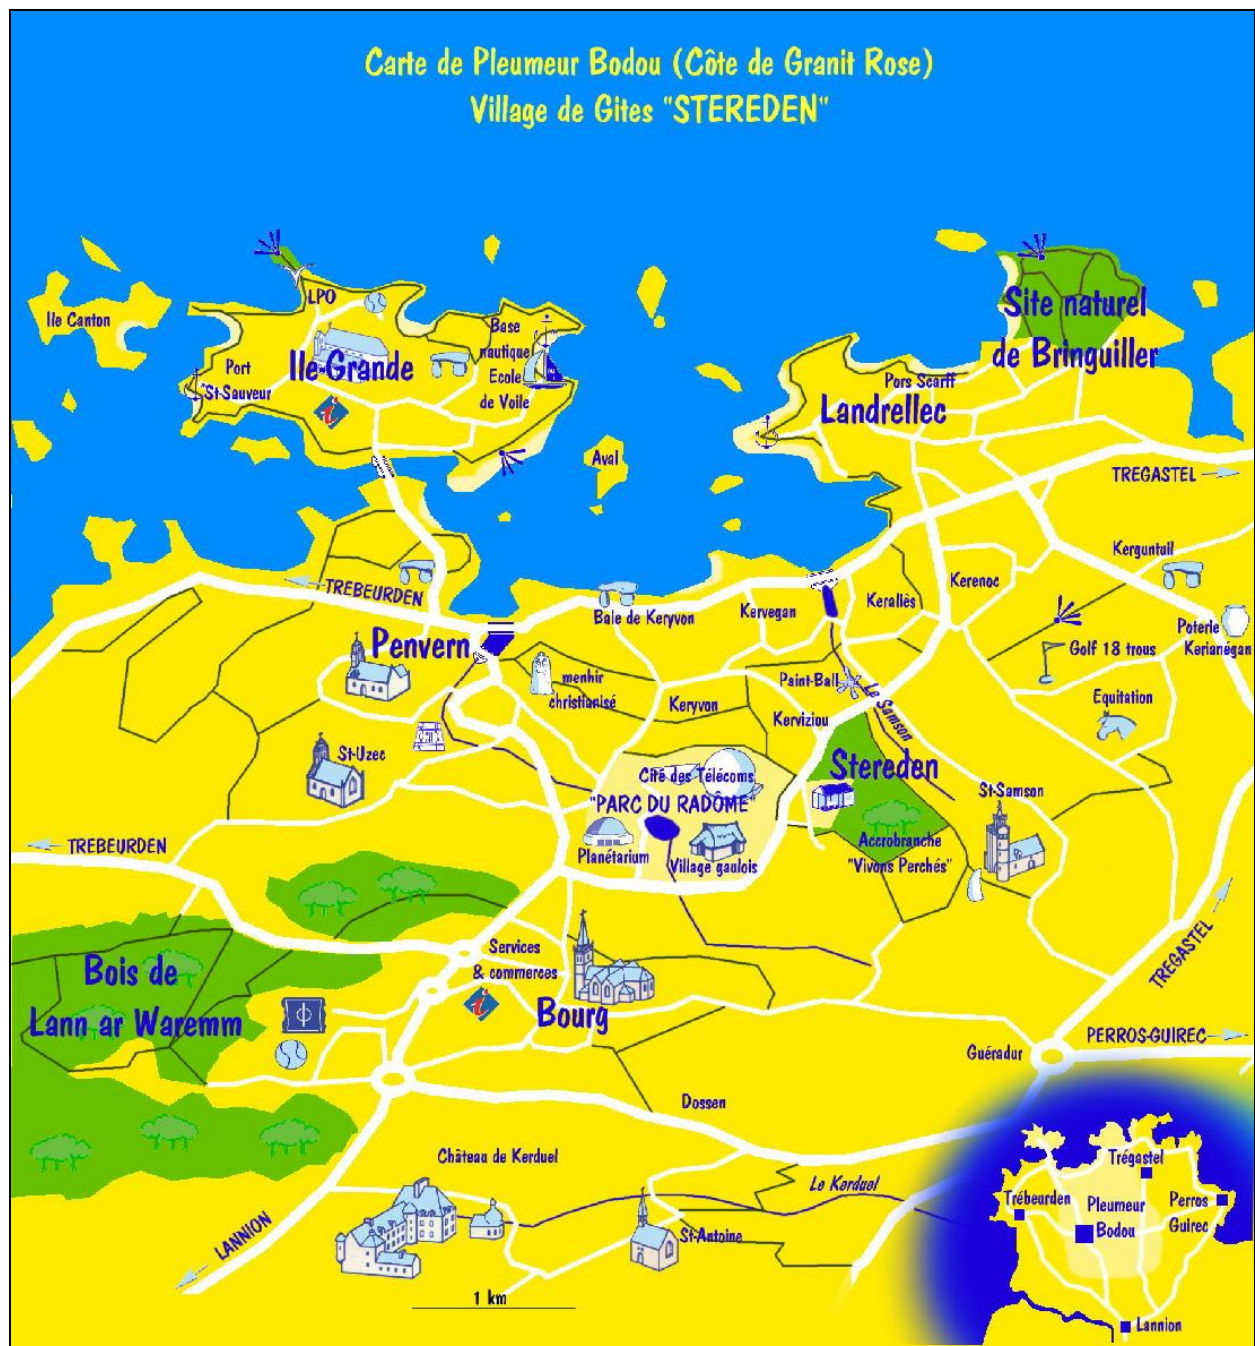 Carte de Pleumeur Bodou (Côte de Granit Rose)
Village de Gites "STEREDEN"
Ile Canton
LPO
Ile Grande
Port
St-Sauveur
Base
nautique
Ecole
de Voile
i
Aval
Site naturel
de Bringuiller
Pors Scarff
Landrellec
TREGASTEL
TREBEURDEN
Penvern
menhir
christianisé
Baie de Keryvon
Kervegan
Kerallès
Kerenoc
Kerguntuil
Poterie
Kerianégan
Golf 18 trous
Equitation
Paint-Ball
Le Samson
Keryvon
Kerviziou
St-Uzec
Cité des Télécoms
"PARC DU RADÔME"
Planétarium
Village gaulois
Stereden
Accrobranche
"Vivons Perchés"
St-Samson
TREBEURDEN
Bois de
Lann ar Waremm
Services
& commerces
i
Bourg
TREGASTEL
PERROS-GUIREC
Guéradur
Dossen
Château de Kerduel
Le Kerduel
St-Antoine
LANNION
1 km
Trégastel
Trébeurden
Pleumeur
Bodou
Perros
Guirec
Lannion